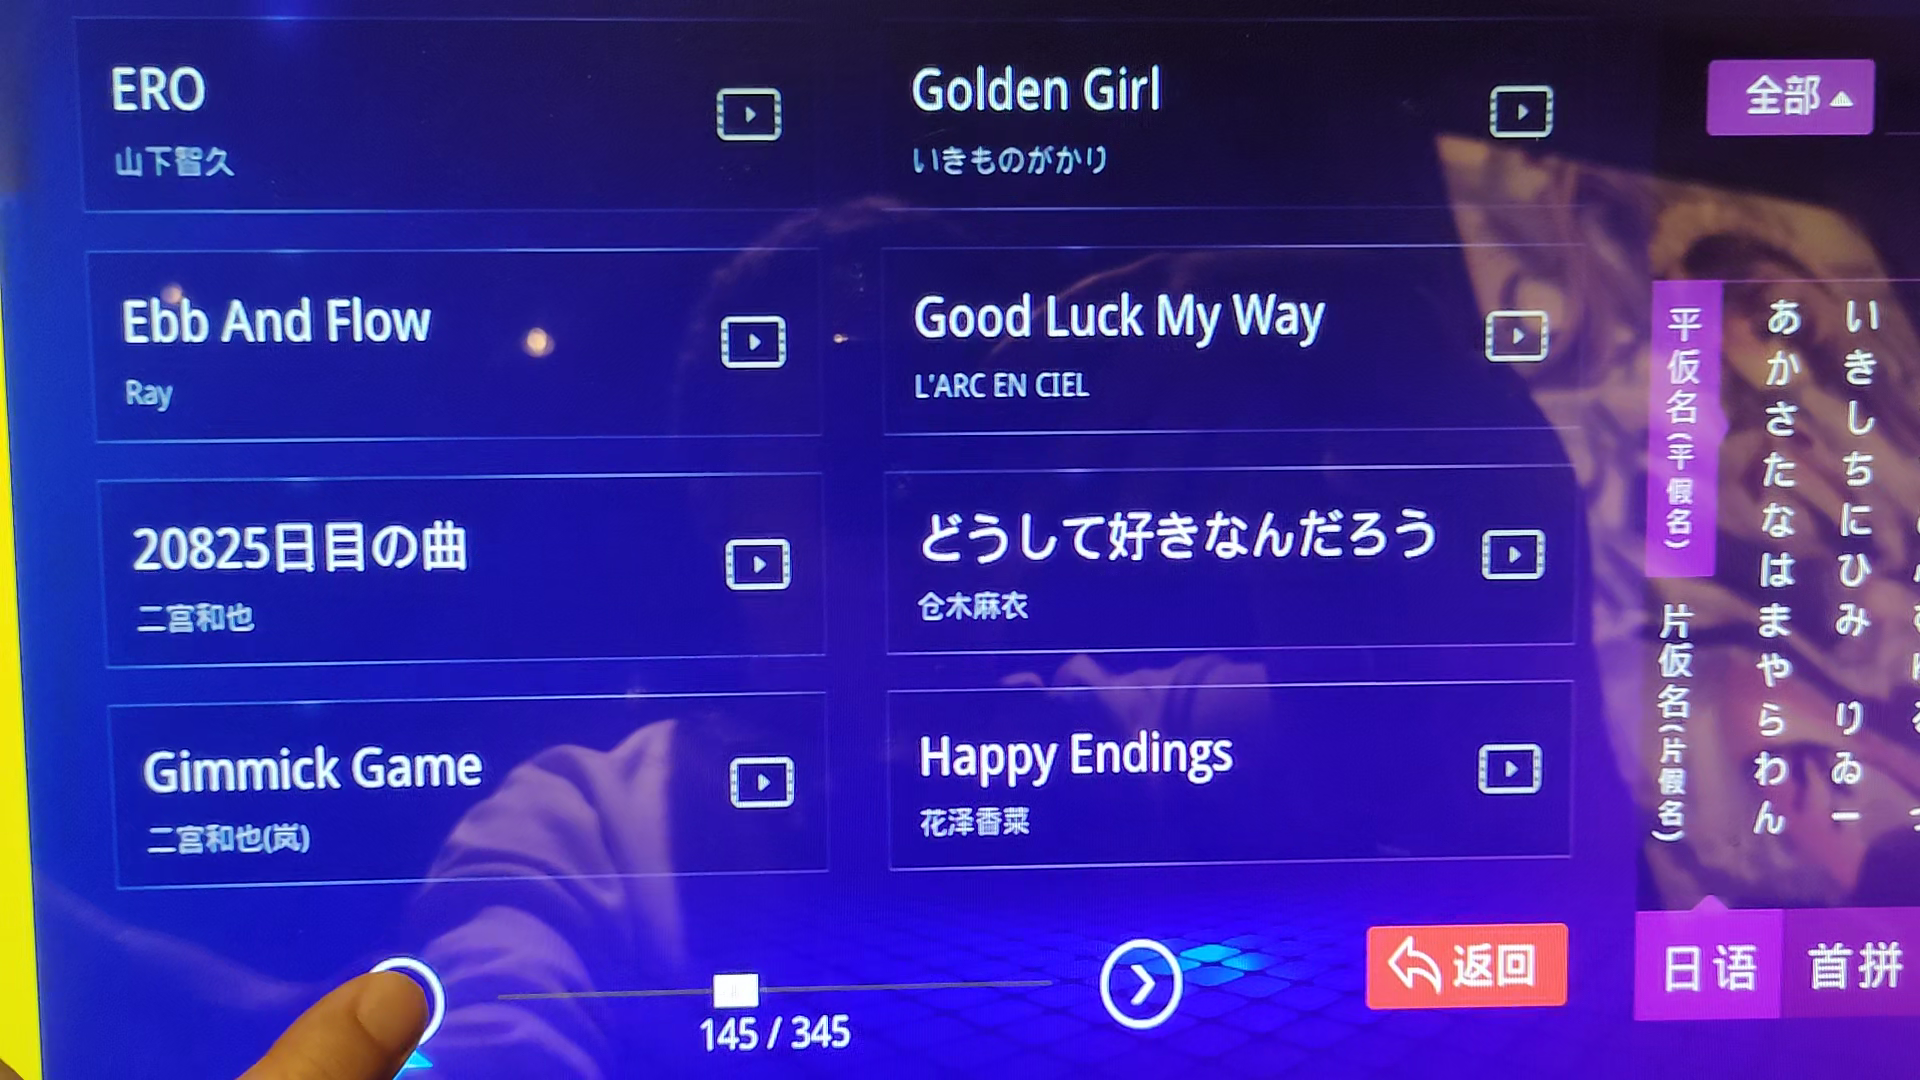 ERO
山下智久
Golden Girl
いきものがかり
Ebb And Flow
Ray
Good Luck My Way
L'ARC EN CIEL
20825日目の曲
二宫和也
どうして好きなんだろう
仓木麻衣
Gimmick Game
二宫和也(岚)
Happy Endings
花泽香菜
145 / 345
返回
全部
平仮名(平假名)
片仮名(片假名)
あかさたなはまやらわん
いきしちにひみ りゐー
日语
首拼